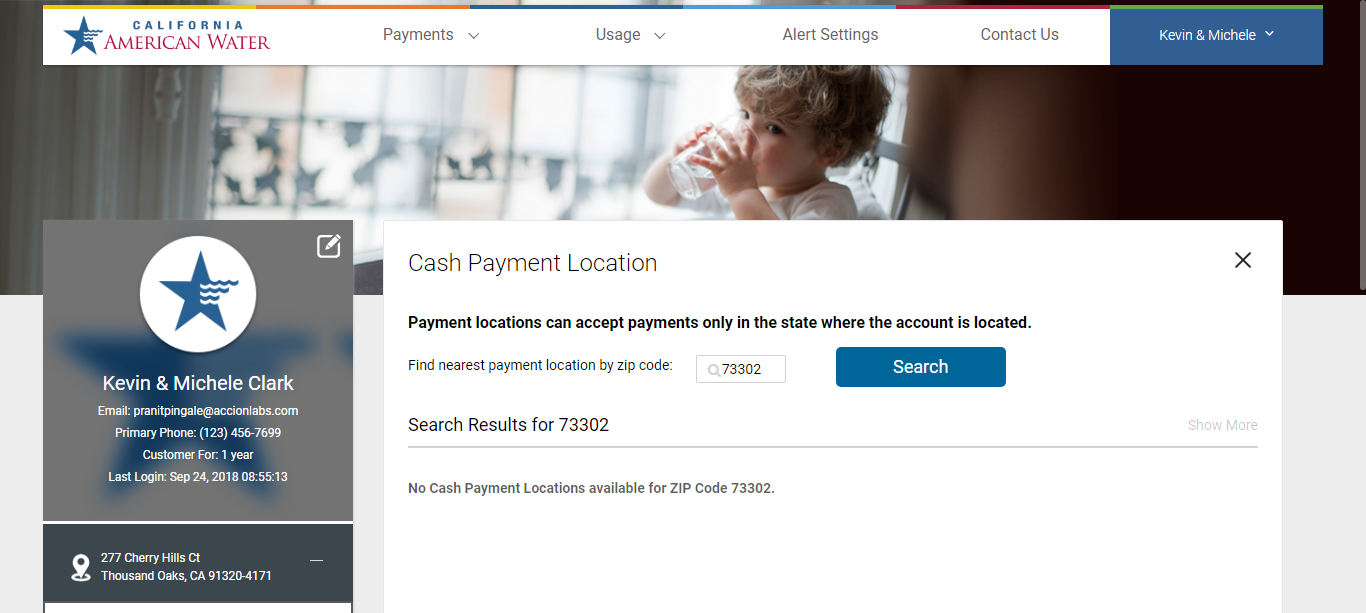 CALIFORNIA
AMERICAN WATER
Payments
Usage
Alert Settings
Contact Us
Kevin & Michele
Kevin & Michele Clark
Email: pranitpingale@accionlabs.com
Primary Phone: (123) 456-7699
Customer For: 1 year
Last Login: Sep 24, 2018 08:55:13
277 Cherry Hills Ct
Thousand Oaks, CA 91320-4171
Cash Payment Location
Payment locations can accept payments only in the state where the account is located.
Find nearest payment location by zip code:
73302
Search
Search Results for 73302
Show More
No Cash Payment Locations available for ZIP Code 73302.